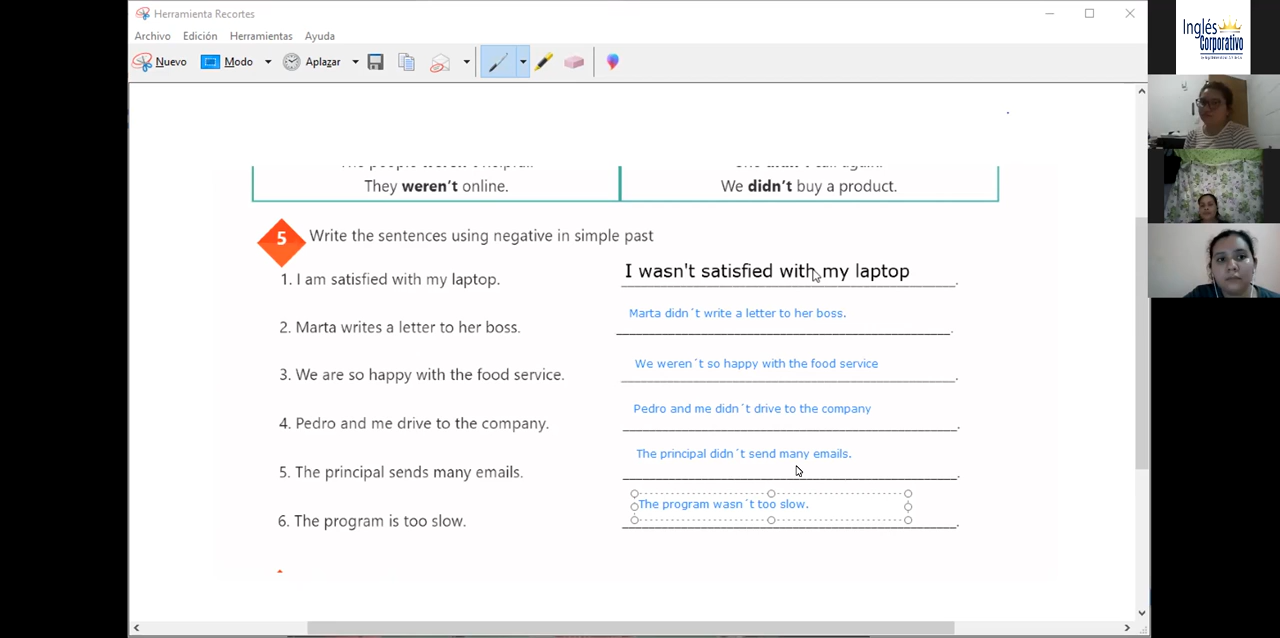 Herramienta Recortes
Archivo Edición Herramientas Ayuda
Nuevo Modo Aplazar
Inglés
Corporativo
They weren't online.
We didn't buy a product.
5 Write the sentences using negative in simple past
1. I am satisfied with my laptop. I wasn't satisfied with my laptop
2. Marta writes a letter to her boss. Marta didn´t write a letter to her boss.
3. We are so happy with the food service. We weren´t so happy with the food service
4. Pedro and me drive to the company. Pedro and me didn´t drive to the company
5. The principal sends many emails. The principal didn´t send many emails.
6. The program is too slow. The program wasn´t too slow.